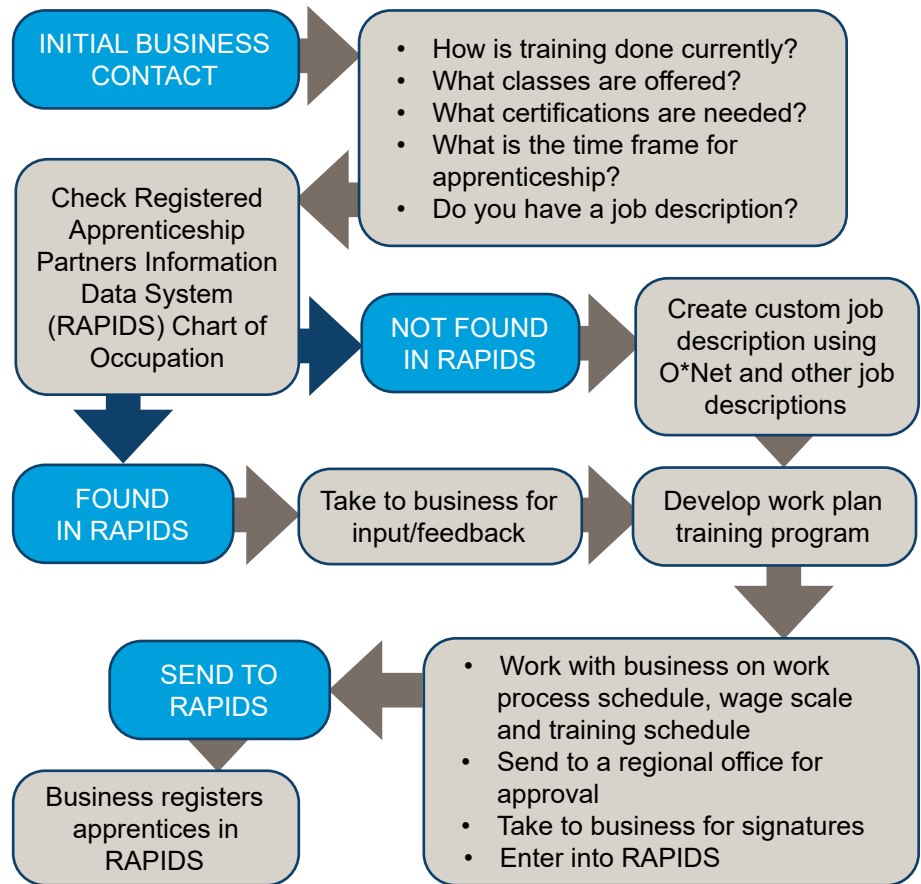 INITIAL BUSINESS
CONTACT
• How is training done currently?
• What classes are offered?
• What certifications are needed?
• What is the time frame for
apprenticeship?
• Do you have a job description?
Check Registered
Apprenticeship
Partners Information
Data System
(RAPIDS) Chart of
Occupation
NOT FOUND
IN RAPIDS
Create custom job
description using
O*Net and other job
descriptions
FOUND
IN RAPIDS
Take to business for
input/feedback
Develop work plan
training program
• Work with business on work
process schedule, wage scale
and training schedule
• Send to a regional office for
approval
• Take to business for signatures
• Enter into RAPIDS
SEND TO
RAPIDS
Business registers
apprentices in
RAPIDS